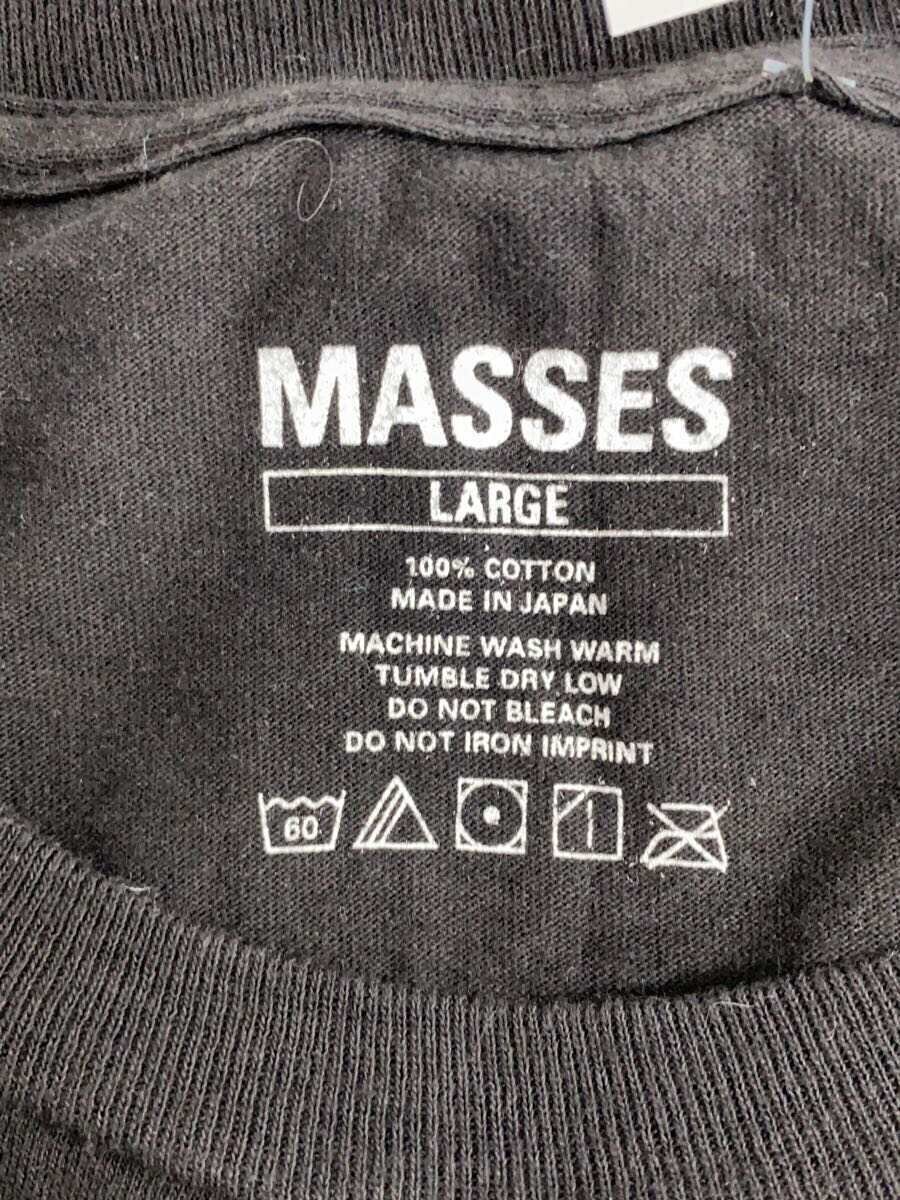 MASSES
LARGE
100% COTTON
MADE IN JAPAN
MACHINE WASH WARM
TUMBLE DRY LOW
DO NOT BLEACH
DO NOT IRON IMPRINT
60